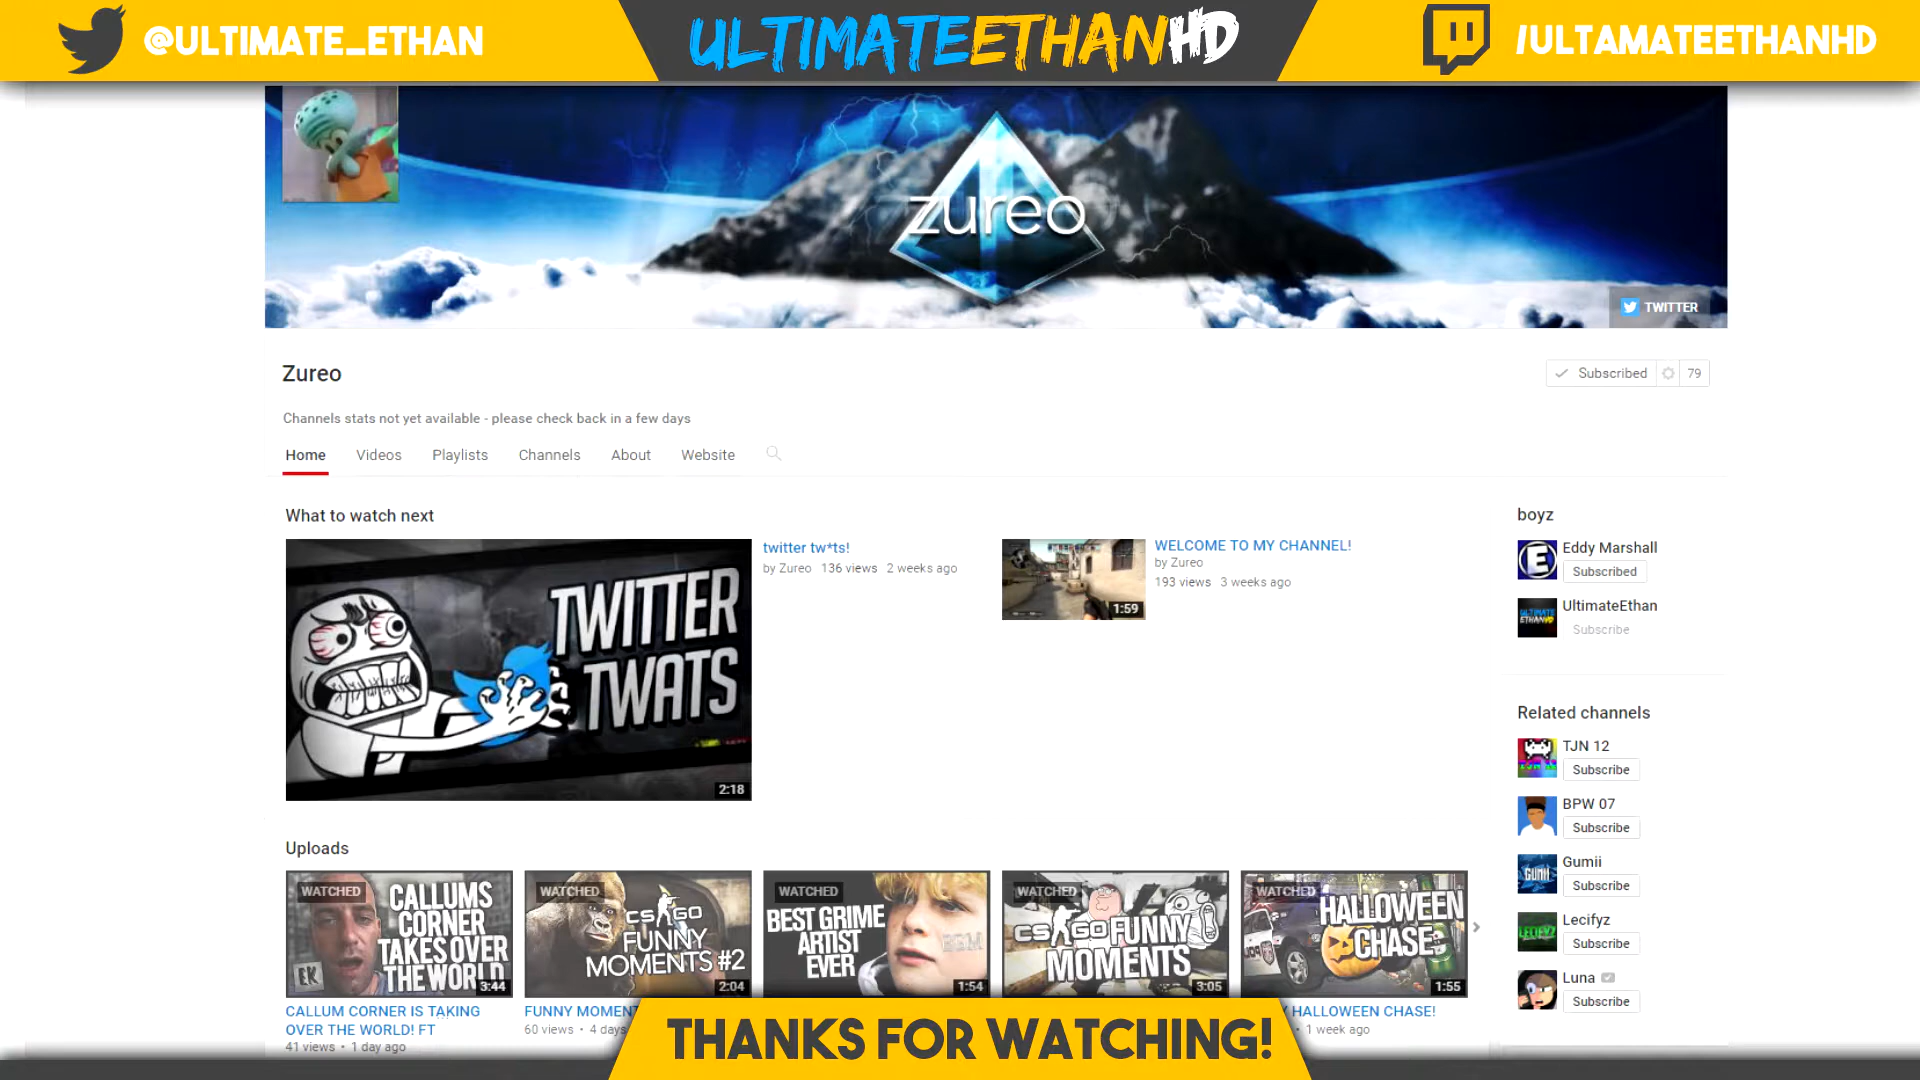 @ULTIMATE_ETHAN
ULTIMATEETHANHD
/ULTAMATEETHANHD
zureo
TWITTER
Zureo
Subscribed
79
Channels stats not yet available - please check back in a few days
Home
Videos
Playlists
Channels
About
Website
What to watch next
TWITTER
TWATS
2:18
twitter tw*ts!
by Zureo 136 views 2 weeks ago
1:59
WELCOME TO MY CHANNEL!
by Zureo
193 views 3 weeks ago
boyz
E
Eddy Marshall
Subscribed
ULTIMATE
ETHANHD
UltimateEthan
Subscribe
Related channels
TJN 12
Subscribe
BPW 07
Subscribe
GUMII
Gumii
Subscribe
LECIFYZ
Lecifyz
Subscribe
Luna
Subscribe
Uploads
WATCHED
CALLUMS
CORNER
TAKES OVER
THE WORLD
EK
3:44
CALLUM CORNER IS TAKING
OVER THE WORLD! FT
41 views • 1 day ago
WATCHED
CS GO
FUNNY
MOMENTS #2
2:04
FUNNY MOMEN
60 views • 4 days
WATCHED
BEST GRIME
ARTIST
EVER
BGM
1:54
WATCHED
CS GO FUNNY
MOMENTS
3:05
WATCHED
HALLOWEEN
CHASE
1:55
HALLOWEEN CHASE!
• 1 week ago
THANKS FOR WATCHING!